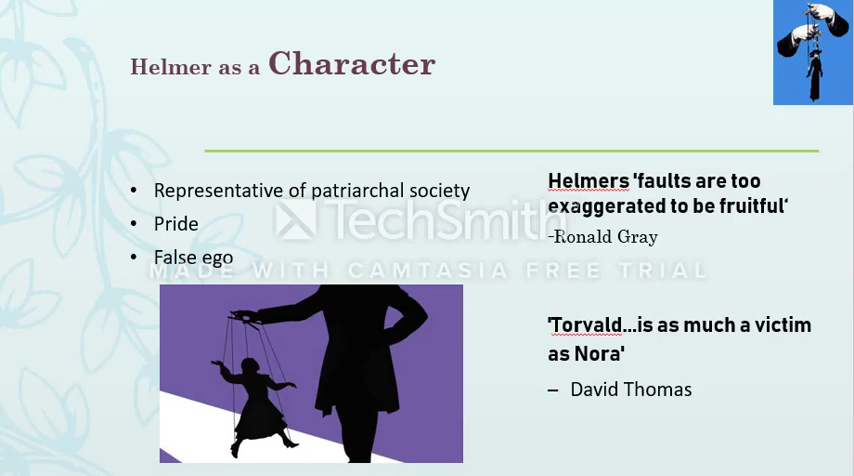 Helmer as a Character
• Representative of patriarchal society
• Pride
• False ego
Helmers 'faults are too
exaggerated to be fruitful‘
-Ronald Gray
'Torvald...is as much a victim
as Nora'
– David Thomas
TechSmith
MADE WITH CAMTASIA FREE TRIAL